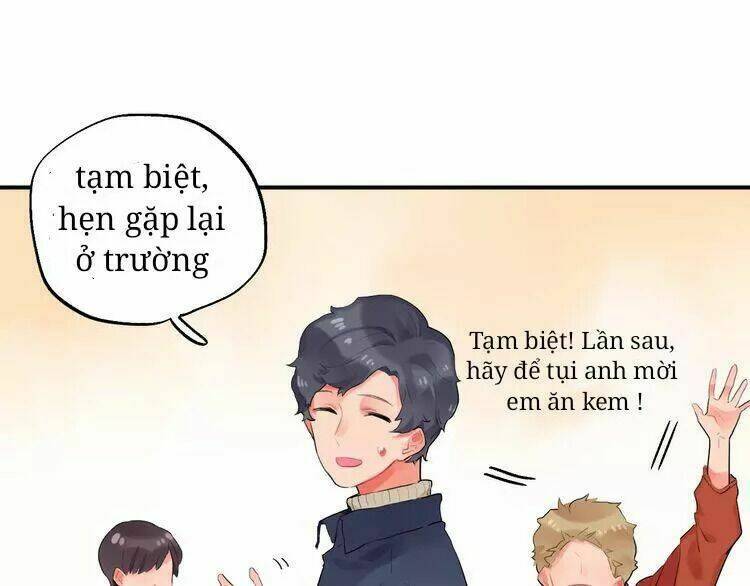 tạm biệt,
hẹn gặp lại
ở trường
Tạm biệt! Lần sau,
hãy để tụi anh mời
em ăn kem !